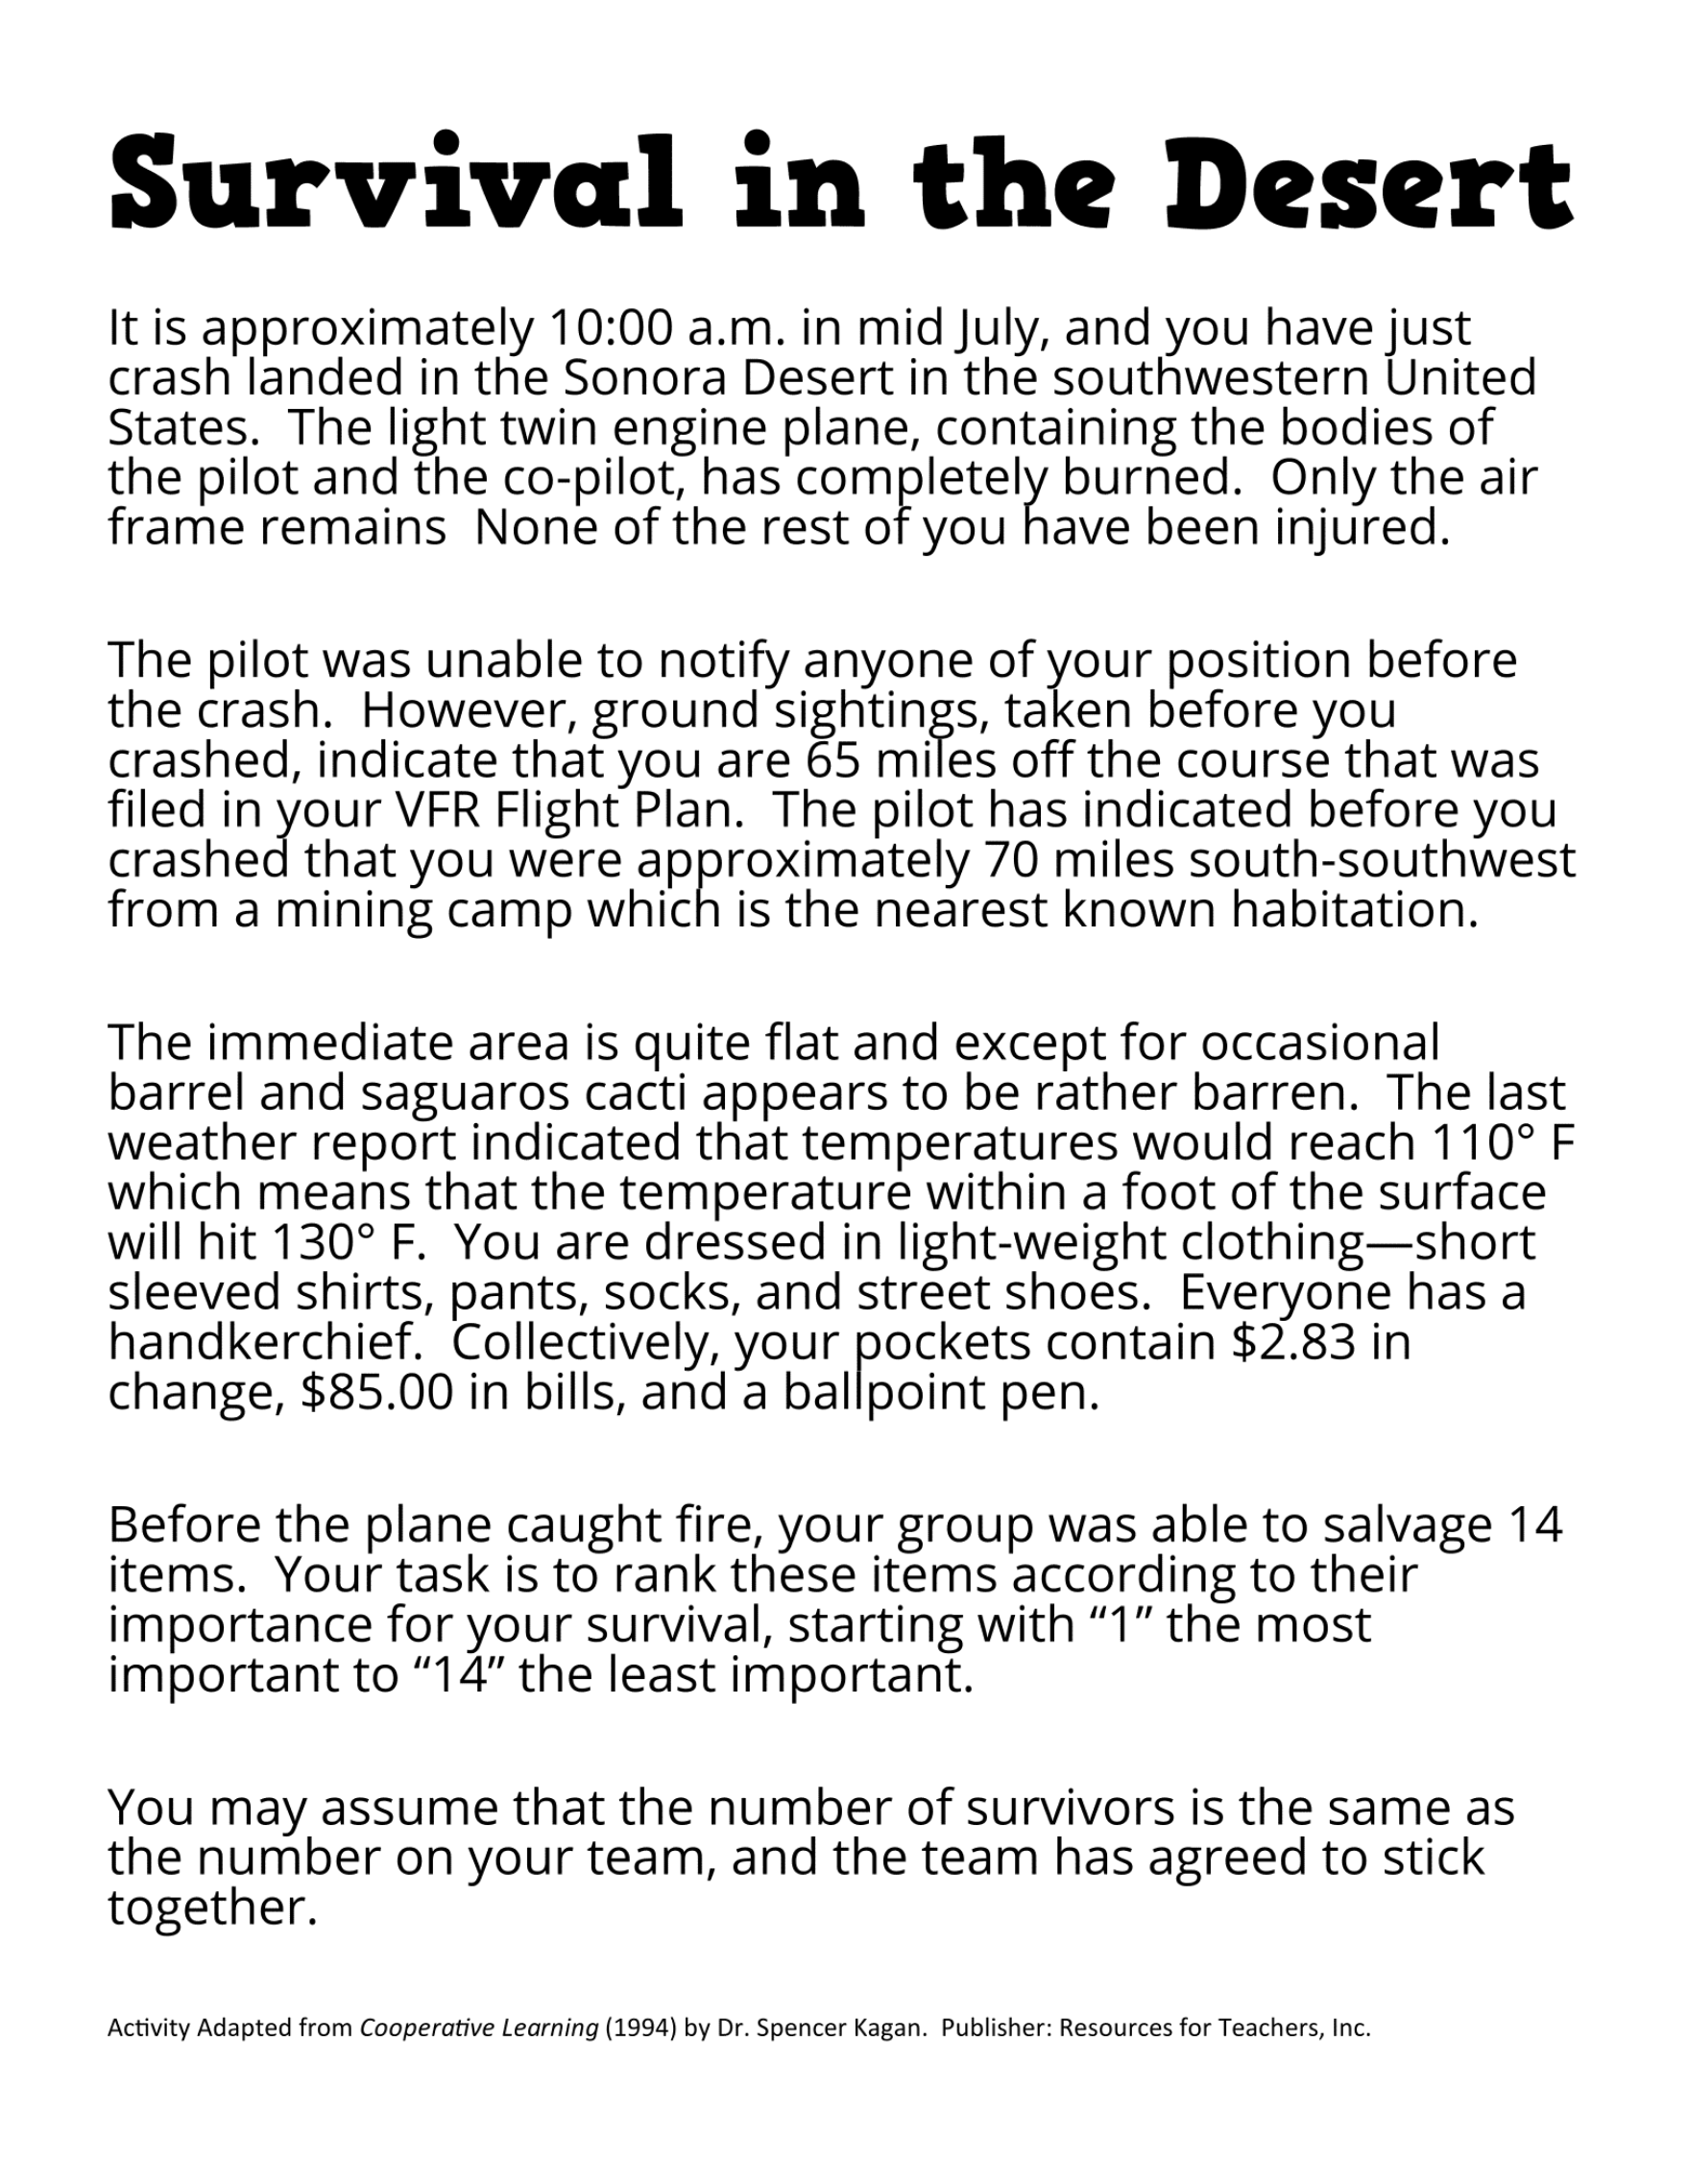 Survival in the Desert
It is approximately 10:00 a.m. in mid July, and you have just
crash landed in the Sonora Desert in the southwestern United
States.  The light twin engine plane, containing the bodies of
the pilot and the co-pilot, has completely burned.  Only the air
frame remains  None of the rest of you have been injured.
The pilot was unable to notify anyone of your position before
the crash.  However, ground sightings, taken before you
crashed, indicate that you are 65 miles off the course that was
filed in your VFR Flight Plan.  The pilot has indicated before you
crashed that you were approximately 70 miles south-southwest
from a mining camp which is the nearest known habitation.
The immediate area is quite flat and except for occasional
barrel and saguaros cacti appears to be rather barren.  The last
weather report indicated that temperatures would reach 110° F
which means that the temperature within a foot of the surface
will hit 130° F.  You are dressed in light-weight clothing—short
sleeved shirts, pants, socks, and street shoes.  Everyone has a
handkerchief.  Collectively, your pockets contain $2.83 in
change, $85.00 in bills, and a ballpoint pen.
Before the plane caught fire, your group was able to salvage 14
items.  Your task is to rank these items according to their
importance for your survival, starting with “1” the most
important to “14” the least important.
You may assume that the number of survivors is the same as
the number on your team, and the team has agreed to stick
together.
Activity Adapted from Cooperative Learning (1994) by Dr. Spencer Kagan.  Publisher: Resources for Teachers, Inc.